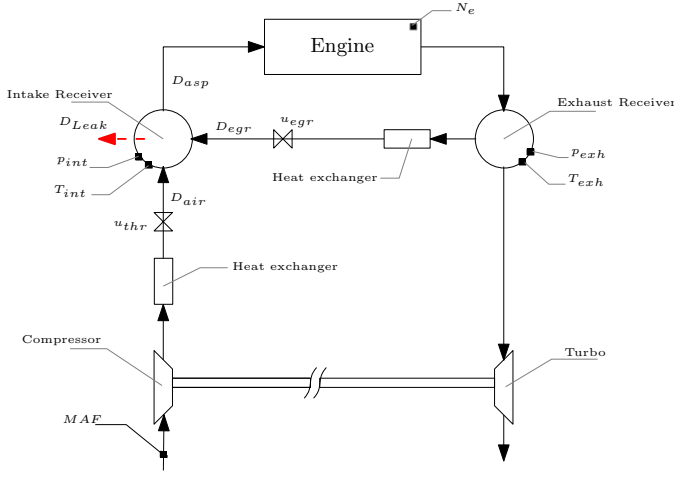 N_e
Engine
D_asp
Intake Receiver
Exhaust Receiver
D_Leak
D_egr
u_egr
p_int
p_exh
Heat exchanger
T_exh
T_int
D_air
u_thr
Heat exchanger
Compressor
Turbo
MAF